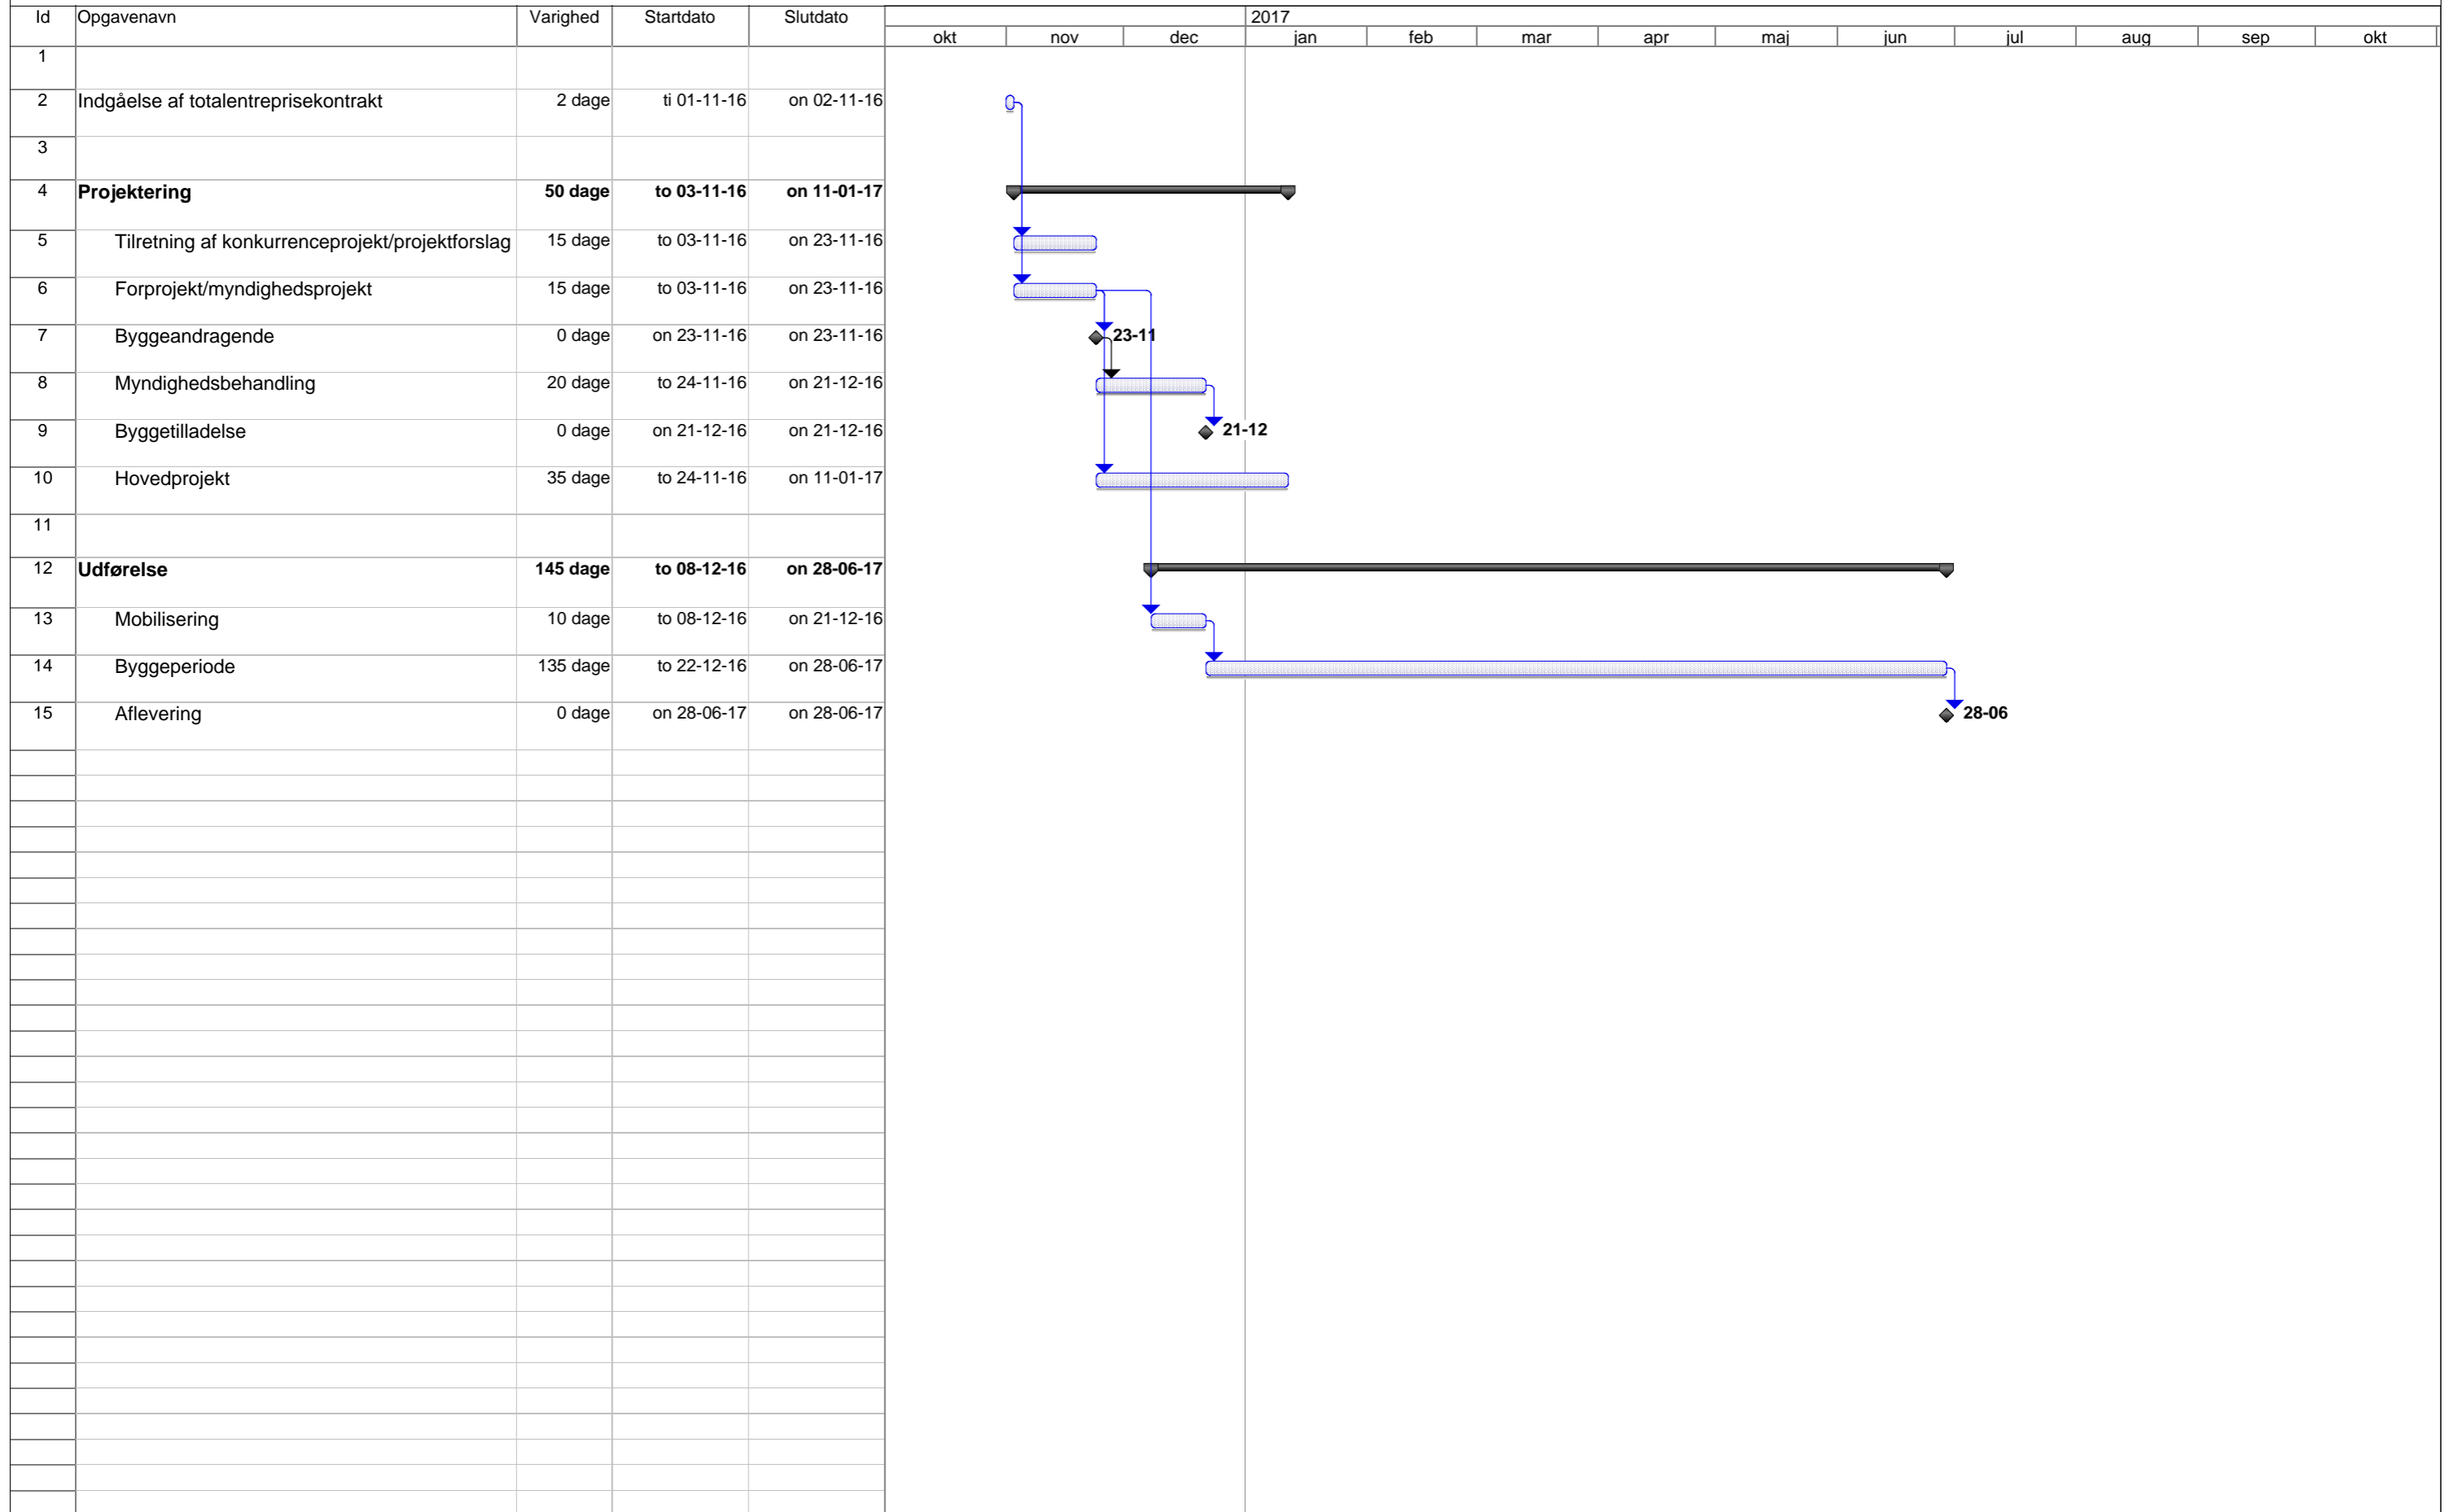 Id Opgavenavn Varighed Startdato Slutdato 2017
okt nov dec jan feb mar apr maj jun jul aug sep okt
1
2 Indgåelse af totalentreprisekontrakt 2 dage ti 01-11-16 on 02-11-16
3
4 Projektering 50 dage to 03-11-16 on 11-01-17
5 Tilretning af konkurrenceprojekt/projektforslag 15 dage to 03-11-16 on 23-11-16
6 Forprojekt/myndighedsprojekt 15 dage to 03-11-16 on 23-11-16
7 Byggeandragende 0 dage on 23-11-16 on 23-11-16 23-11
8 Myndighedsbehandling 20 dage to 24-11-16 on 21-12-16
9 Byggetilladelse 0 dage on 21-12-16 on 21-12-16 21-12
10 Hovedprojekt 35 dage to 24-11-16 on 11-01-17
11
12 Udførelse 145 dage to 08-12-16 on 28-06-17
13 Mobilisering 10 dage to 08-12-16 on 21-12-16
14 Byggeperiode 135 dage to 22-12-16 on 28-06-17
15 Aflevering 0 dage on 28-06-17 on 28-06-17 28-06